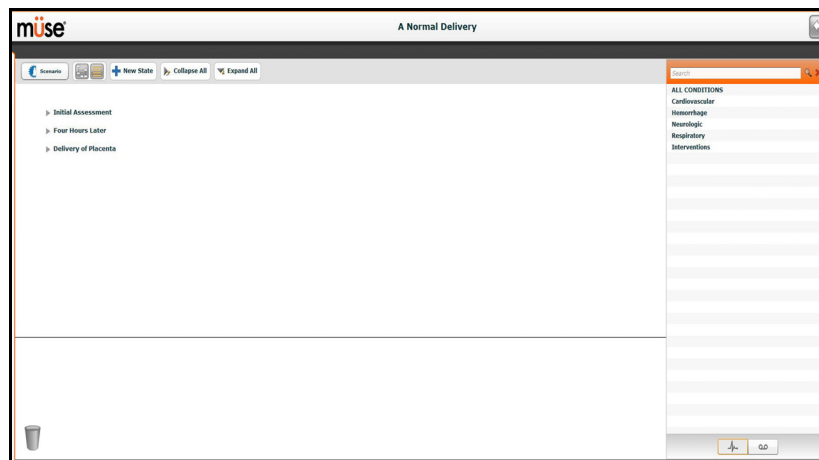 müse
A Normal Delivery
Scenario
New State
Collapse All
Expand All
Search
Initial Assessment
Four Hours Later
Delivery of Placenta
ALL CONDITIONS
Cardiovascular
Hemorrhage
Neurologic
Respiratory
Interventions